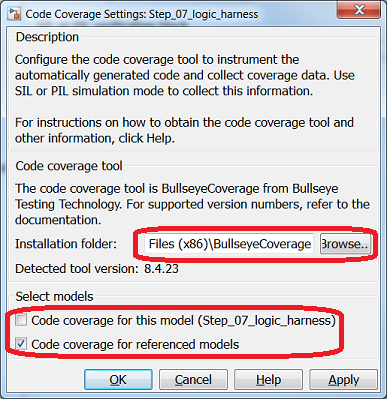 Code Coverage Settings: Step_07_logic_harness
Description
Configure the code coverage tool to instrument the
automatically generated code and collect coverage data. Use
SIL or PIL simulation mode to collect this information.
For instructions on how to obtain the code coverage tool and
other information, click Help.
Code coverage tool
The code coverage tool is BullseyeCoverage from Bullseye
Testing Technology. For supported version numbers, refer to the
documentation.
Installation folder: Files (x86)\BullseyeCoverage Browse..
Detected tool version: 8.4.23
Select models
Code coverage for this model (Step_07_logic_harness)
Code coverage for referenced models
OK Cancel Help Apply